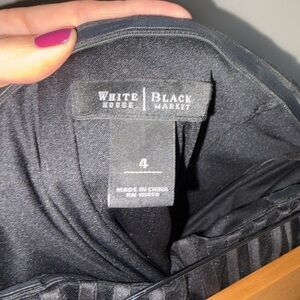 WHITE | BLACK
HOUSE | MARKET
4
MADE IN CHINA